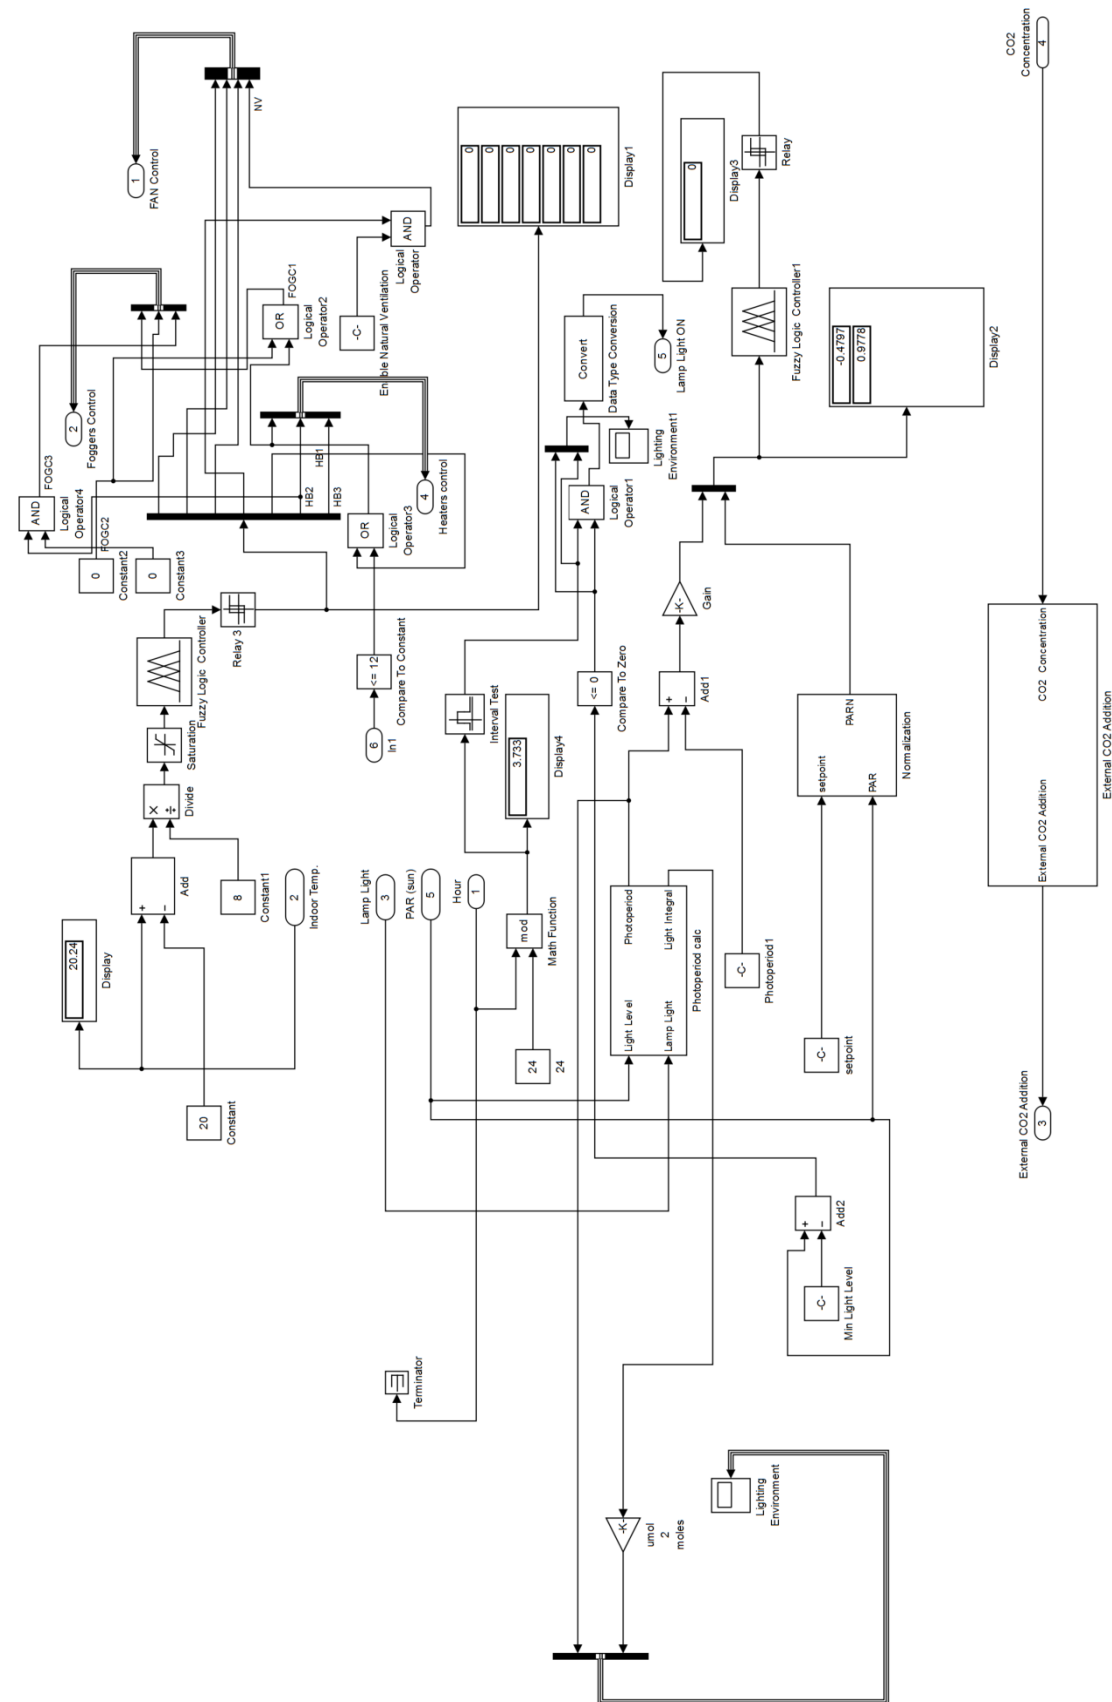 1
FAN Control
NV
2
Foggers Control
FOGC3
AND
Logical
Operator4
FOGC2
0
Constant2
0
Constant3
OR
FOGC1
Logical
Operator2
-C-
Enable Natural Ventilation
AND
Logical
Operator
HB1
HB2
HB3
4
Heaters control
OR
Logical
Operator3
<= 12
Compare To Constant
6
In1
0
0
0
0
0
0
0
Display1
20.24
Display
20
Constant
+
−
Add
8
Constant1
2
Indoor Temp.
×
÷
Divide
Saturation
Fuzzy Logic Controller
Relay 3
Lamp Light
3
PAR (sun)
5
Hour
1
mod
Math Function
24
24
Interval Test
3.733
Display4
<= 0
Compare To Zero
AND
Logical
Operator1
Lighting
Environment1
Convert
Data Type Conversion
5
Lamp Light ON
Light Level
Photoperiod
Lamp Light
Light Integral
Photoperiod calc
-C-
Photoperiod1
+
−
Add1
-K-
Gain
-C-
setpoint
setpoint
PAR
PARN
Normalization
Fuzzy Logic Controller1
Relay
0
Display3
-0.4797
0.9778
Display2
+
−
Add2
-C-
Min Light Level
Terminator
-K-
umol
2
moles
Lighting
Environment
CO2
Concentration
4
CO2 Concentration
External CO2 Addition
External CO2 Addition
External CO2 Addition
3